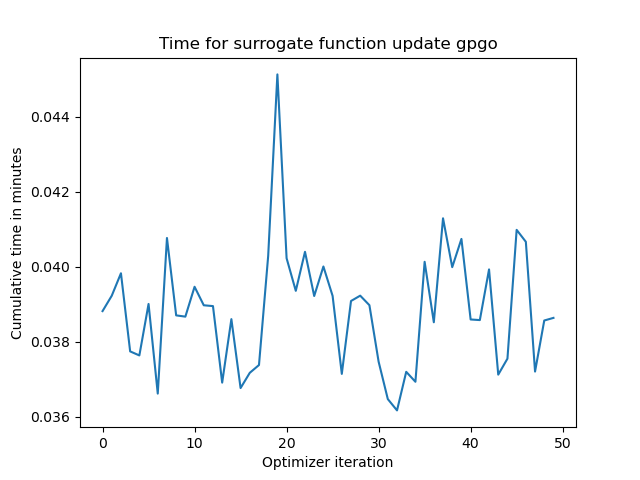 Time for surrogate function update gpgo
Cumulative time in minutes
0.044
0.042
0.040
0.038
0.036
0 10 20 30 40 50
Optimizer iteration